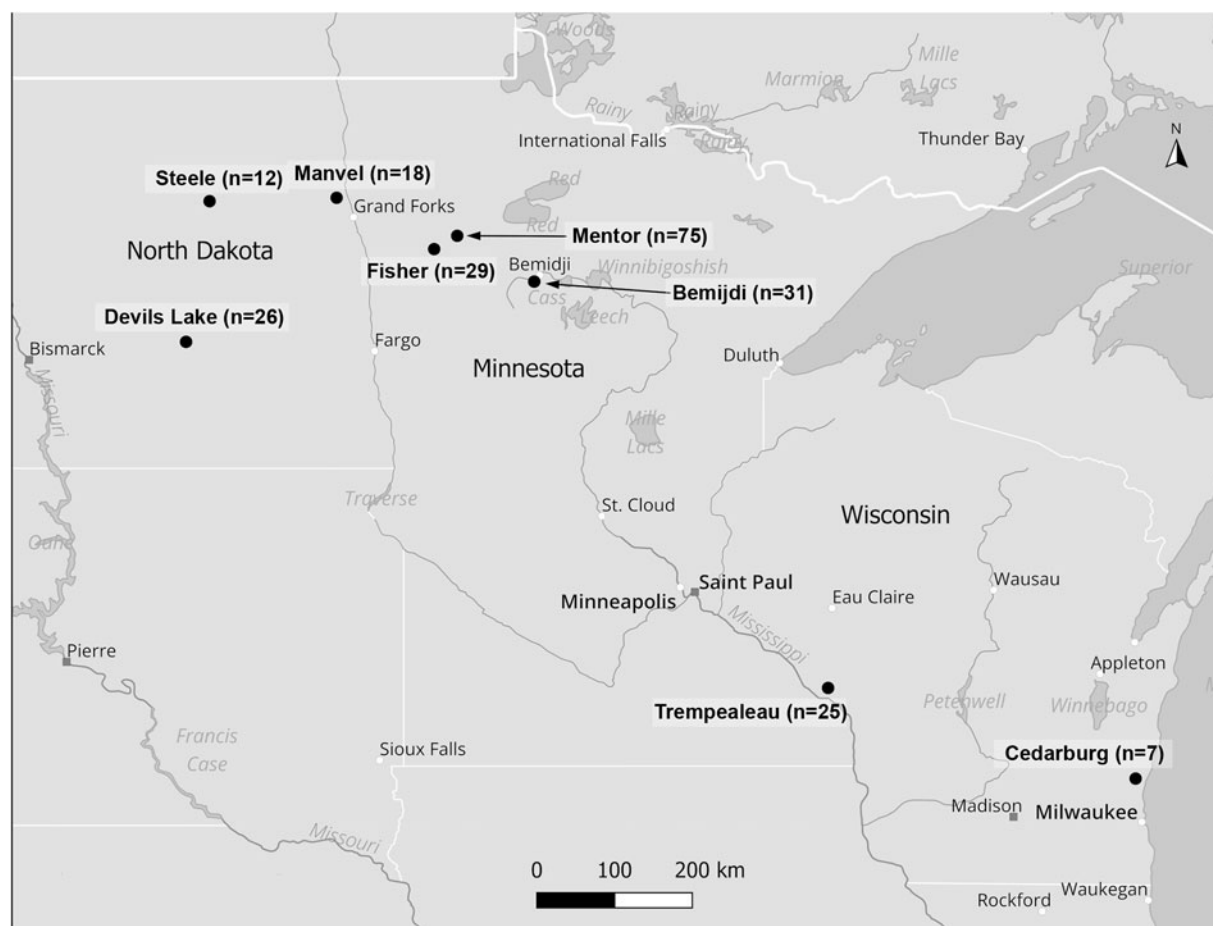 Woods
Mille
Lacs
Marmion
Rainy
Rainy
Rainy
International Falls
Thunder Bay
N
Steele (n=12)
Manvel (n=18)
Red
Grand Forks
Red
Mentor (n=75)
North Dakota
Fisher (n=29)
Bemidji
Winnibigoshish
Superior
Cass
Bemijdi (n=31)
Leech
Devils Lake (n=26)
Bismarck
Fargo
Duluth
Minnesota
Missouri
Mille
Lacs
Traverse
St. Cloud
Wisconsin
Oahe
Saint Paul
Wausau
Minneapolis
Eau Claire
Mississippi
Pierre
Appleton
Trempealeau (n=25)
Petenwell
Winnebago
Francis
Case
Sioux Falls
Cedarburg (n=7)
Madison
Milwaukee
Missouri
0 100 200 km
Rockford
Waukegan